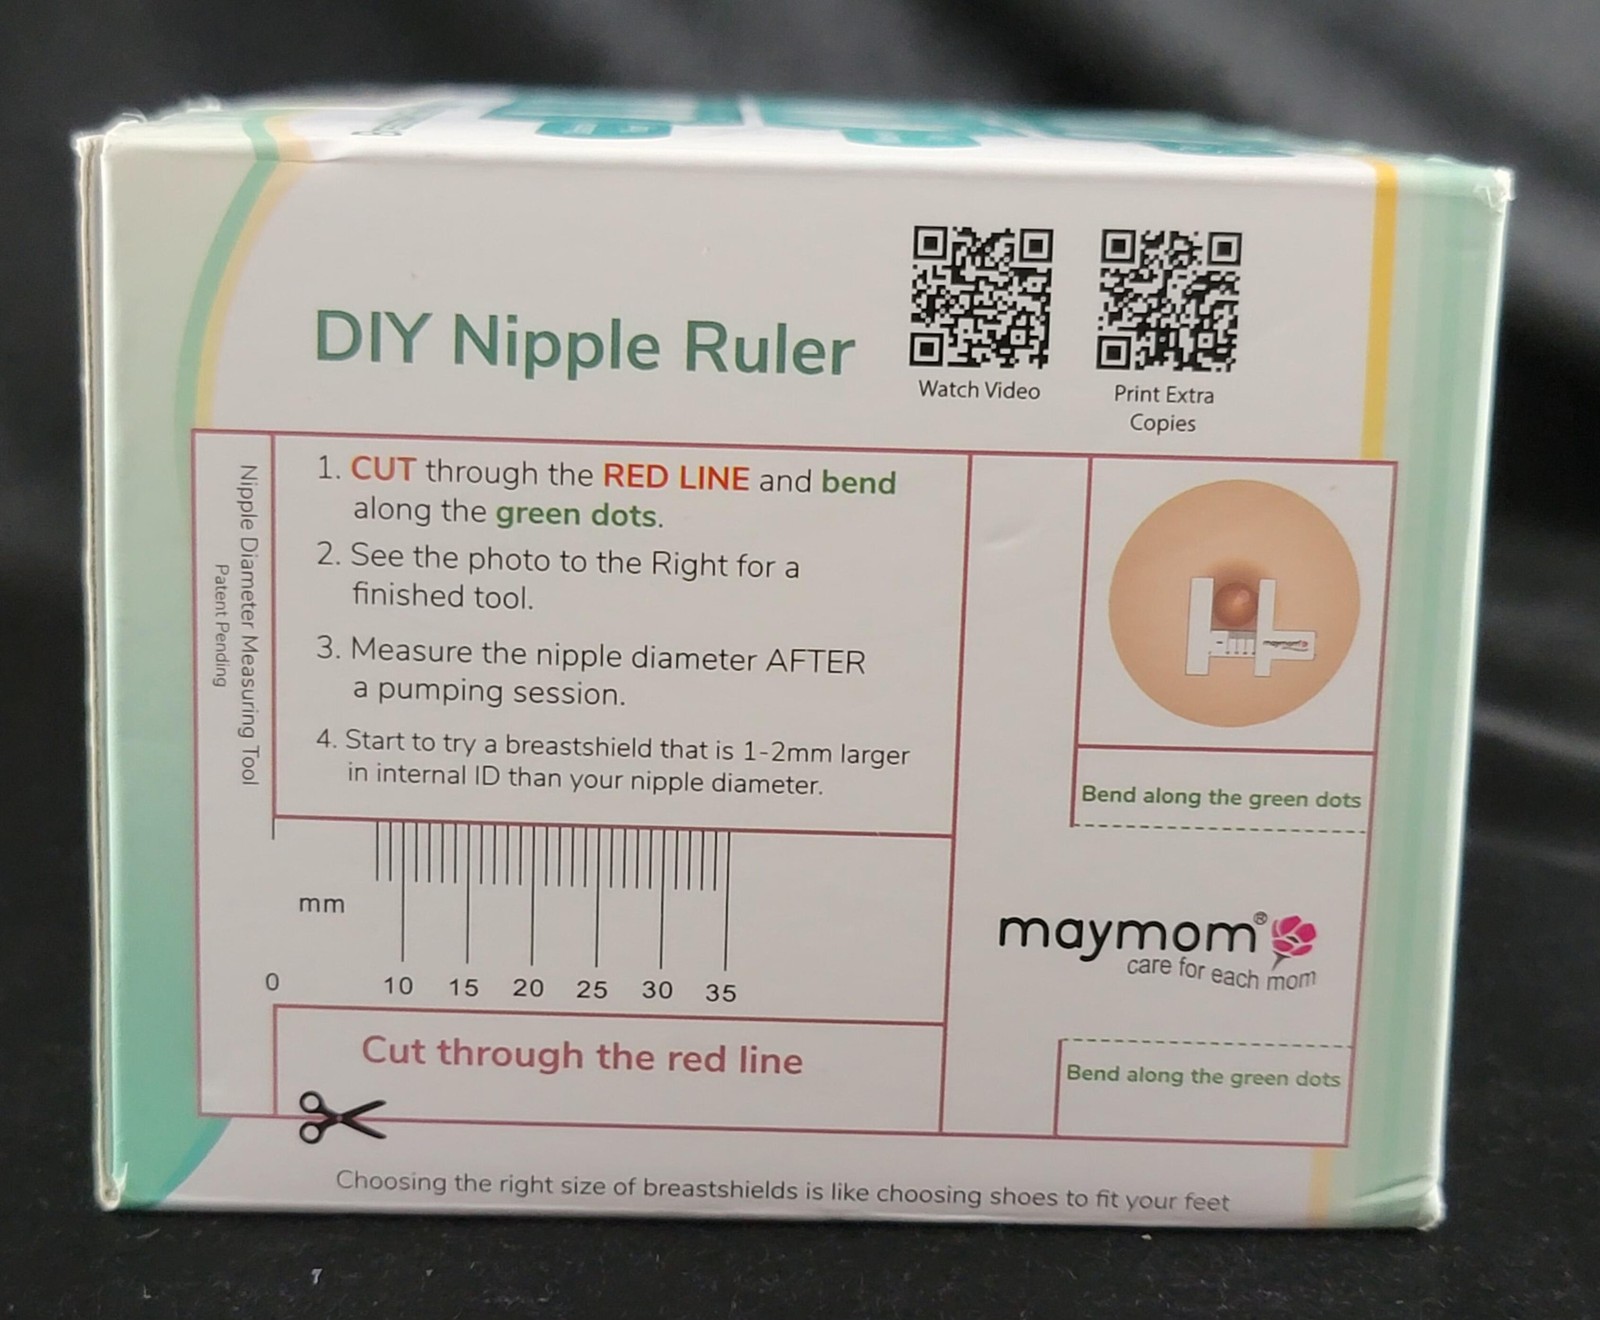 DIY Nipple Ruler
Watch Video
Print Extra
Copies
Nipple Diameter Measuring Tool
Patent Pending
1. CUT through the RED LINE and bend
along the green dots.
2. See the photo to the Right for a
finished tool.
3. Measure the nipple diameter AFTER
a pumping session.
4. Start to try a breastshield that is 1-2mm larger
in internal ID than your nipple diameter.
maymom
Bend along the green dots
mm
0 10 15 20 25 30 35
maymom®
care for each mom
Cut through the red line
Bend along the green dots
Choosing the right size of breastshields is like choosing shoes to fit your feet